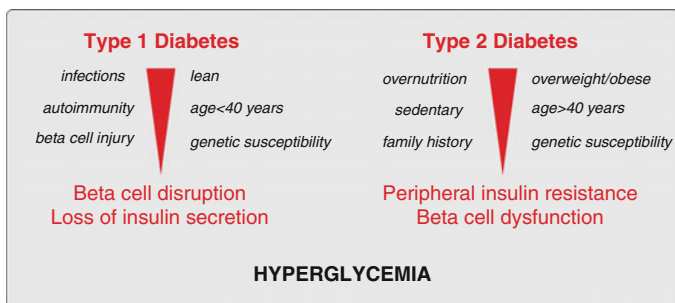 Type 1 Diabetes
infections lean
autoimmunity age<40 years
beta cell injury genetic susceptibility
Beta cell disruption
Loss of insulin secretion
Type 2 Diabetes
overnutrition overweight/obese
sedentary age>40 years
family history genetic susceptibility
Peripheral insulin resistance
Beta cell dysfunction
HYPERGLYCEMIA